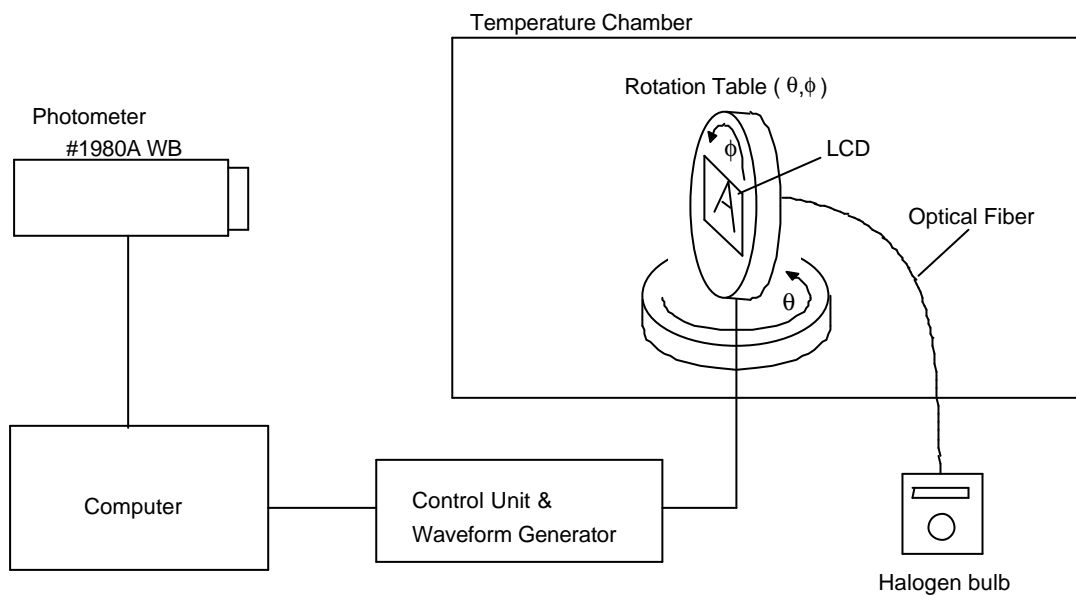 Temperature Chamber
Rotation Table ( θ,ϕ )
Photometer
#1980A WB
ϕ
LCD
A
Optical Fiber
θ
Computer
Control Unit &
Waveform Generator
Halogen bulb